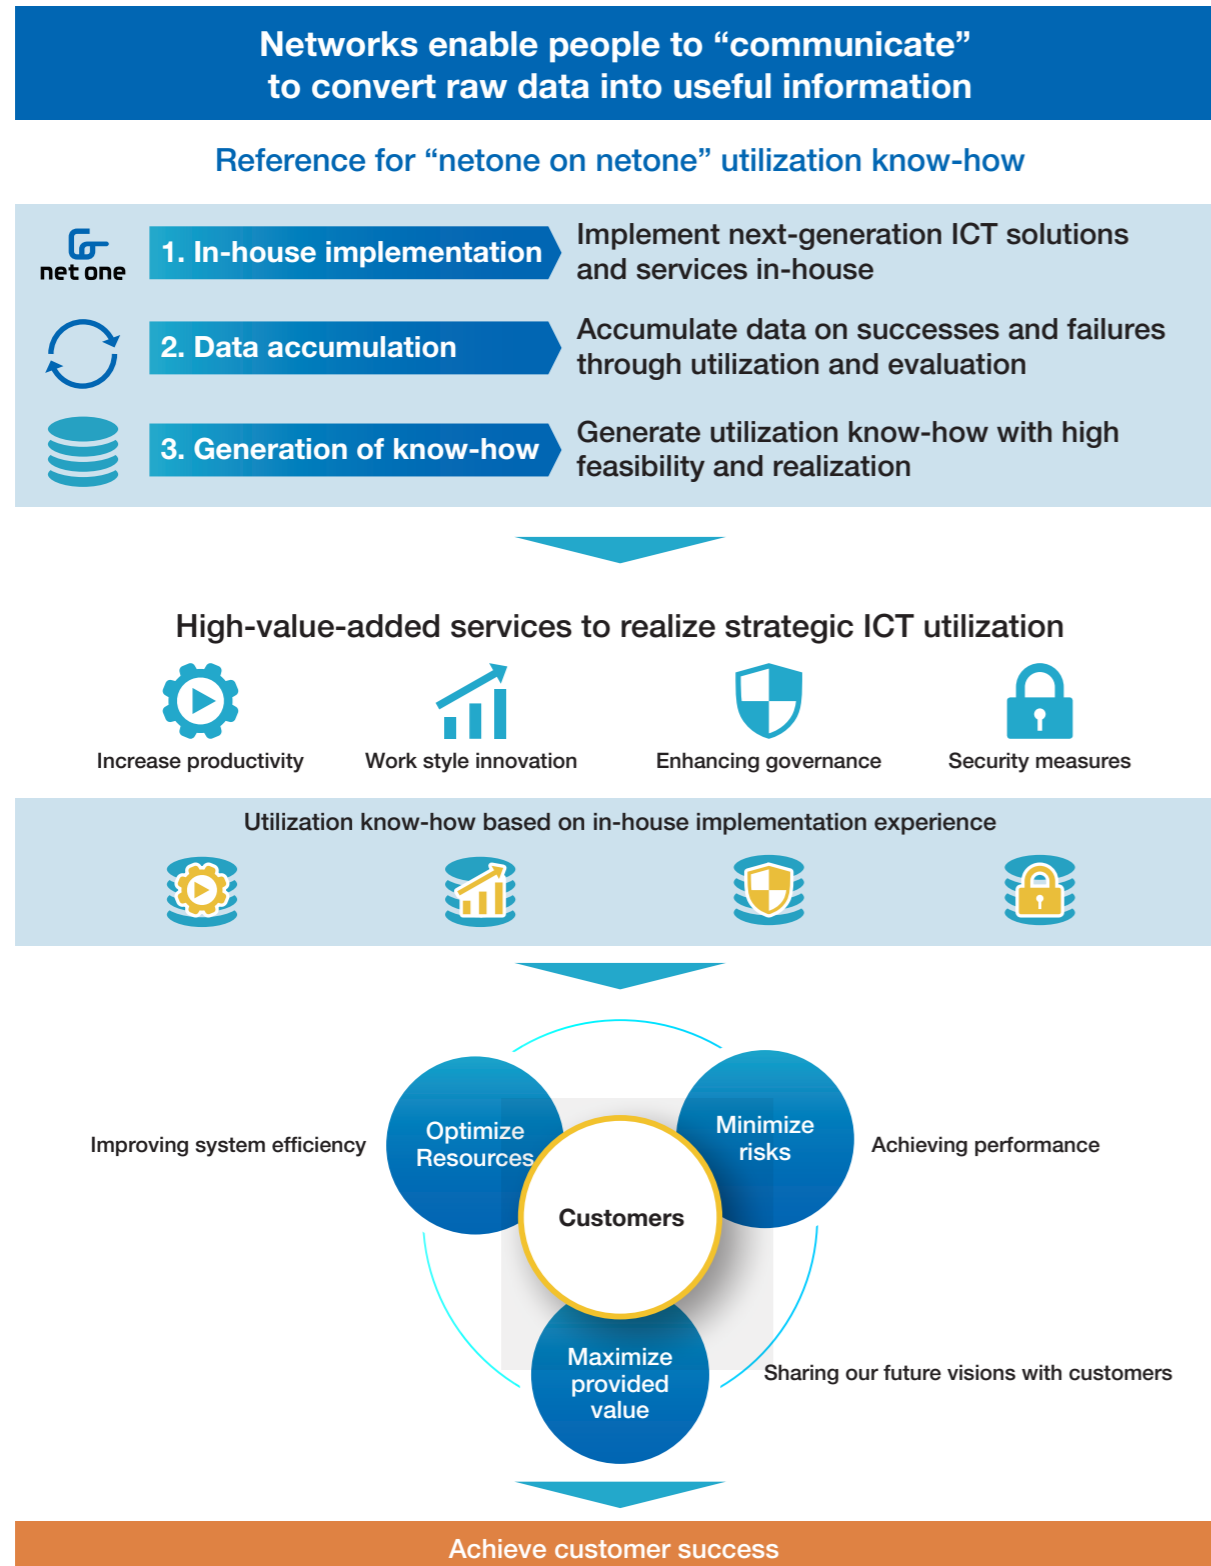 Networks enable people to “communicate”
to convert raw data into useful information
Reference for “netone on netone” utilization know-how
net one
1. In-house implementation
Implement next-generation ICT solutions
and services in-house
2. Data accumulation
Accumulate data on successes and failures
through utilization and evaluation
3. Generation of know-how
Generate utilization know-how with high
feasibility and realization
High-value-added services to realize strategic ICT utilization
Increase productivity
Work style innovation
Enhancing governance
Security measures
Utilization know-how based on in-house implementation experience
Improving system efficiency
Optimize
Resources
Minimize
risks
Achieving performance
Customers
Maximize
provided
value
Sharing our future visions with customers
Achieve customer success